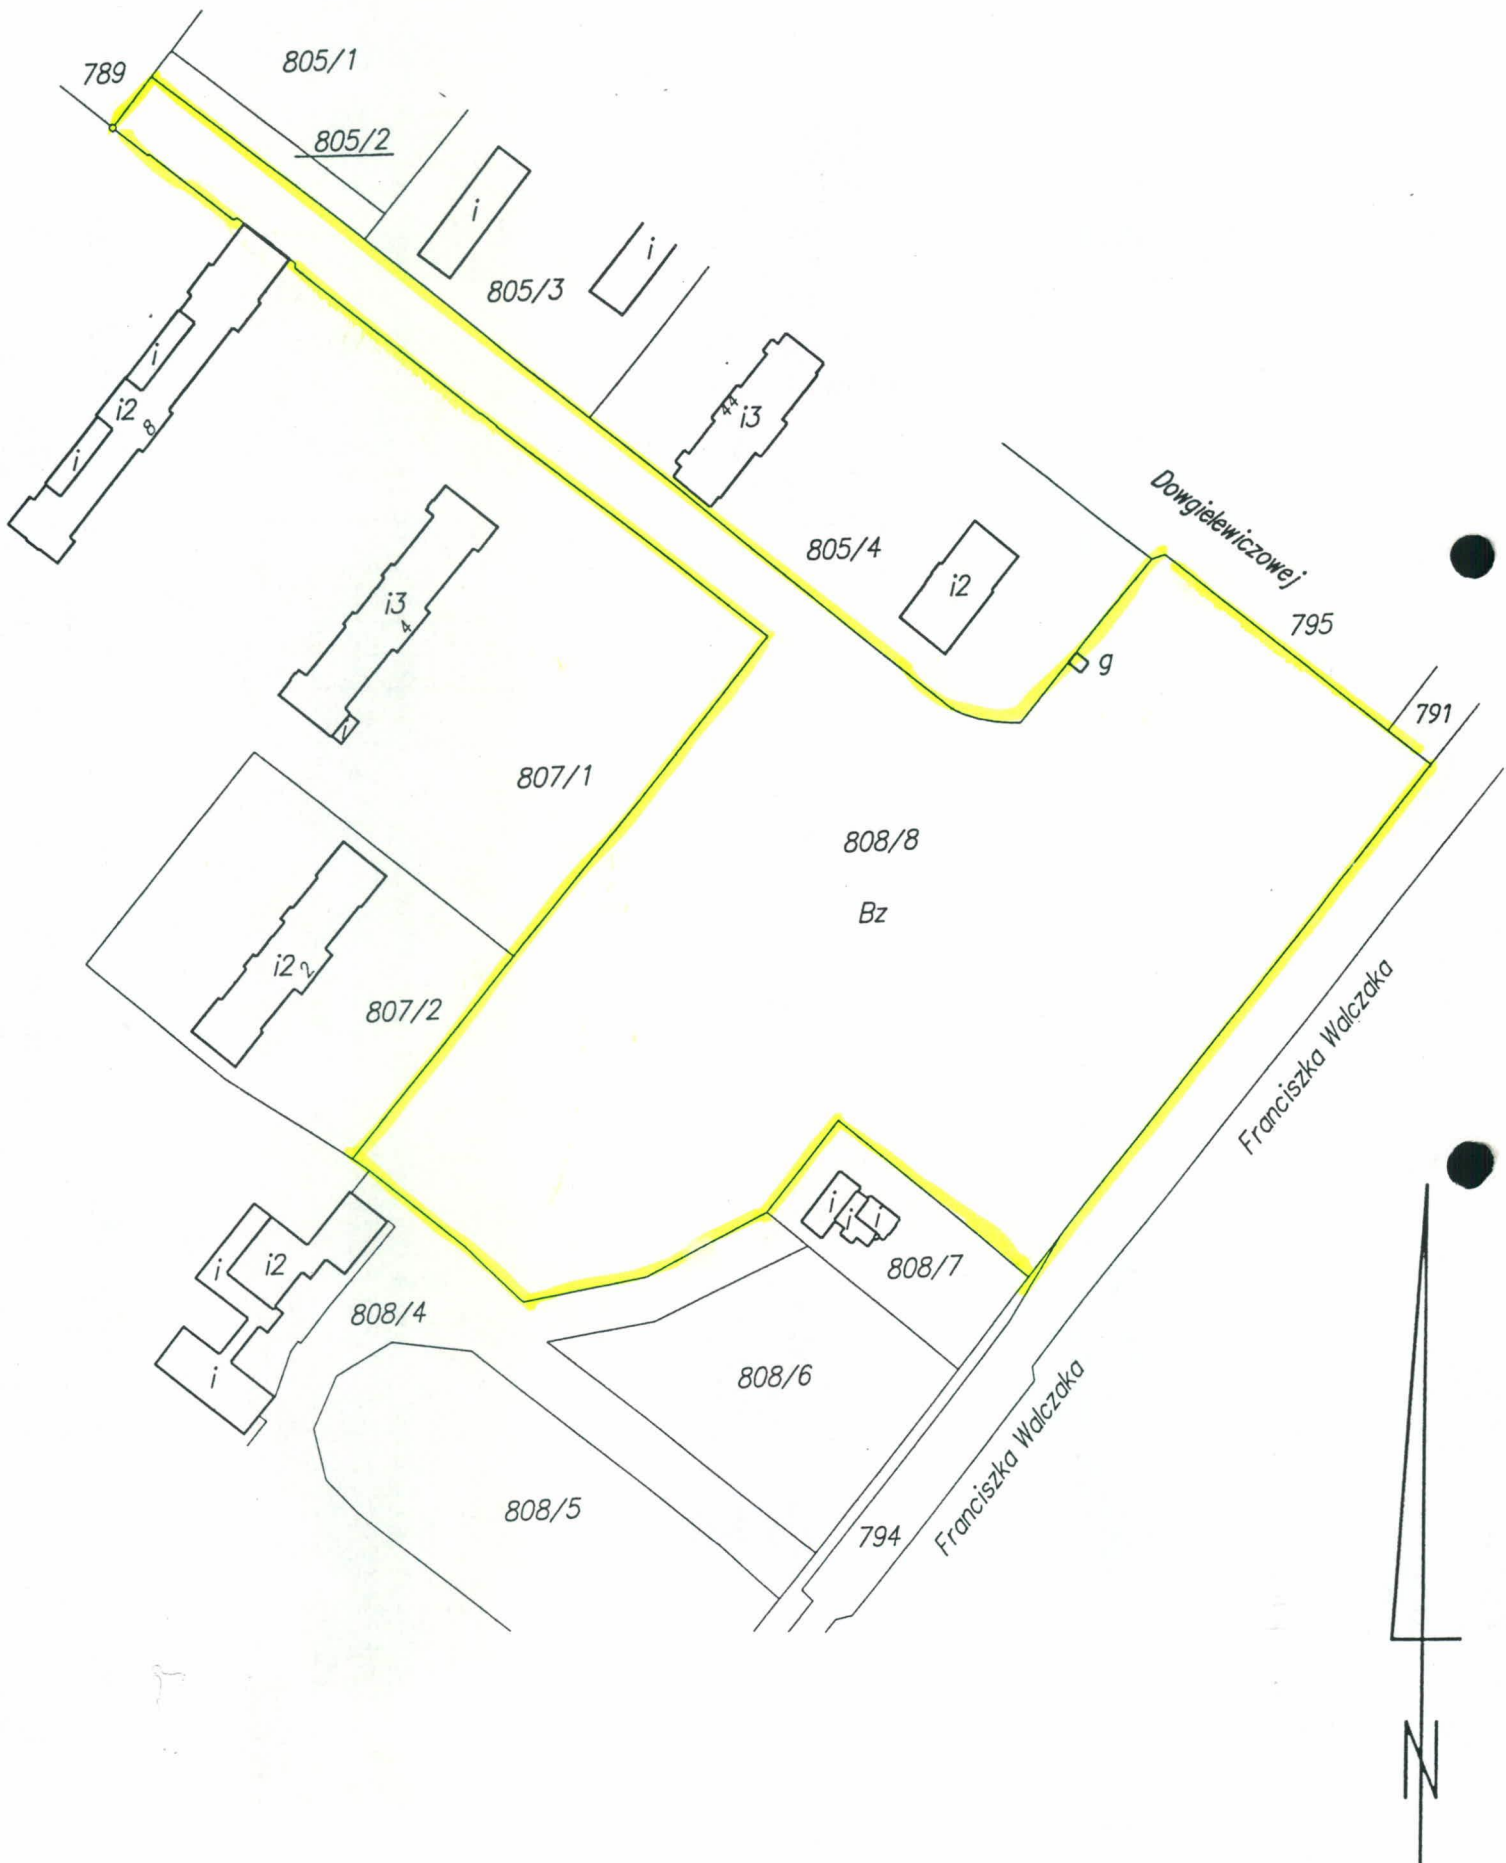 805/1
789
805/2
i
i
805/3
i
i2
8
i
44
i3
Dowgielewiczowej
805/4
i2
795
g
i3
4
791
i
807/1
808/8
Bz
i2
2
807/2
Franciszka Walczaka
i
i
i
808/7
i
i2
808/4
i
808/6
Franciszka Walczaka
808/5
794
N